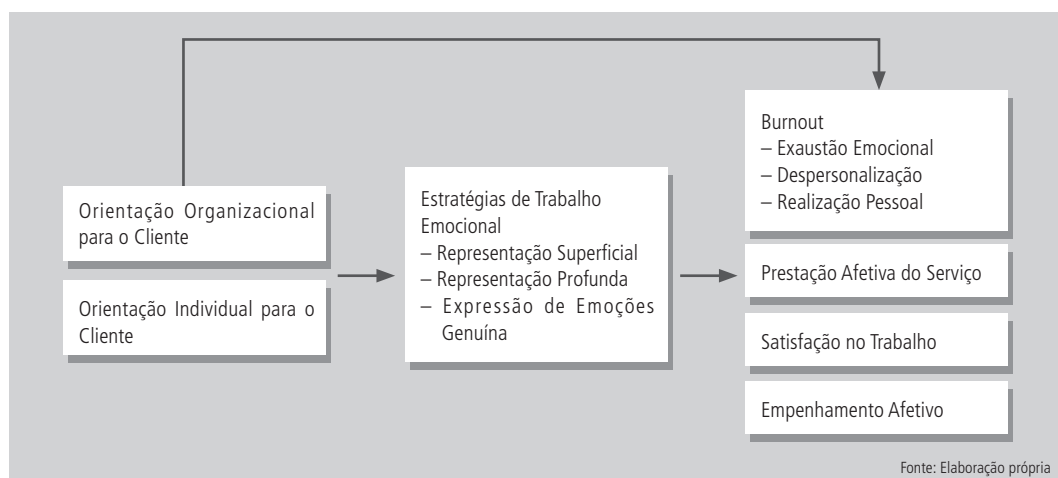 Orientação Organizacional
para o Cliente
Orientação Individual para o
Cliente
Estratégias de Trabalho
Emocional
– Representação Superficial
– Representação Profunda
– Expressão de Emoções
Genuína
Burnout
– Exaustão Emocional
– Despersonalização
– Realização Pessoal
Prestação Afetiva do Serviço
Satisfação no Trabalho
Empenhamento Afetivo
Fonte: Elaboração própria